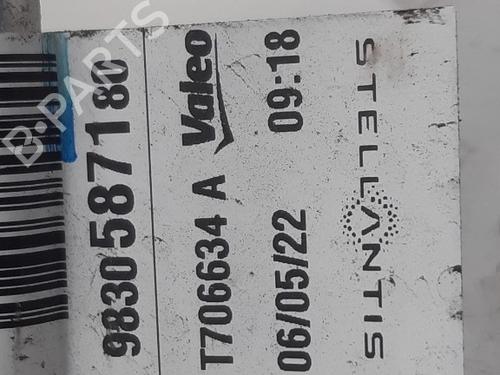 9830587180
T706634 A Valeo
06/05/22 09:18
STELLANTIS
B-PARTS